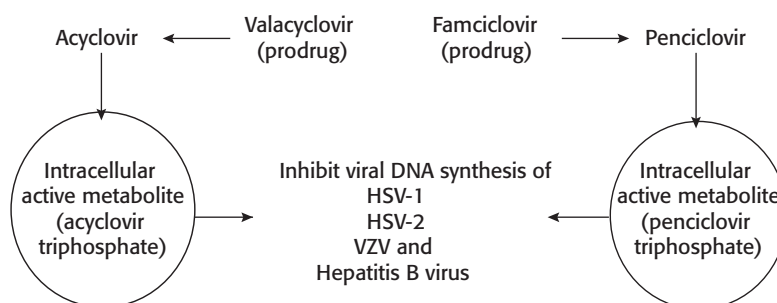 Acyclovir
Valacyclovir
(prodrug)
Famciclovir
(prodrug)
Penciclovir
Intracellular
active metabolite
(acyclovir
triphosphate)
Inhibit viral DNA synthesis of
HSV-1
HSV-2
VZV and
Hepatitis B virus
Intracellular
active metabolite
(penciclovir
triphosphate)